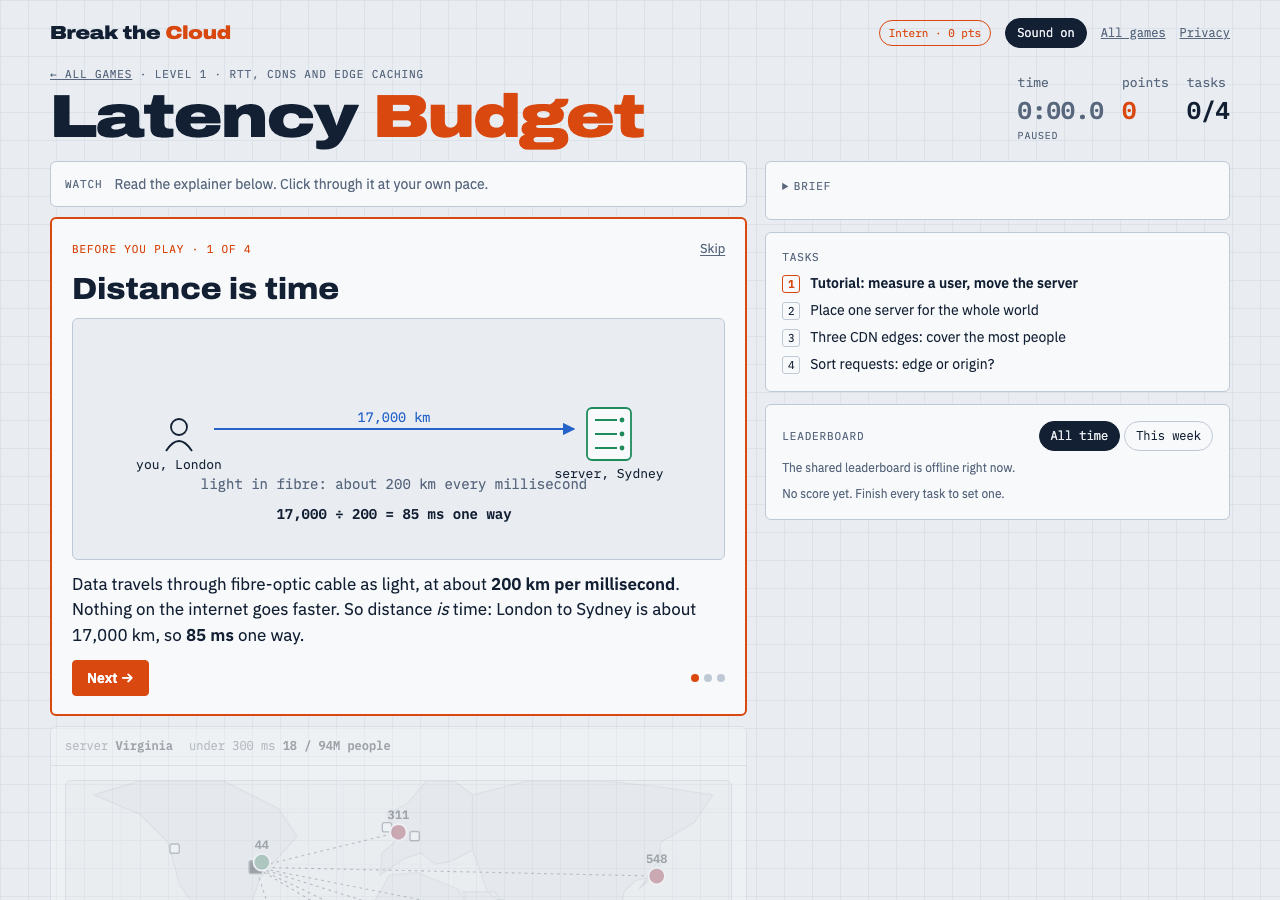 Break the Cloud
Intern · 0 pts
Sound on
All games
Privacy
← ALL GAMES · LEVEL 1 · RTT, CDNS AND EDGE CACHING
Latency Budget
time
points
tasks
0:00.0
0
0/4
PAUSED
WATCH Read the explainer below. Click through it at your own pace.
BEFORE YOU PLAY · 1 OF 4
Skip
Distance is time
17,000 km
you, London
server, Sydney
light in fibre: about 200 km every millisecond
17,000 ÷ 200 = 85 ms one way
Data travels through fibre-optic cable as light, at about 200 km per millisecond.
Nothing on the internet goes faster. So distance is time: London to Sydney is about
17,000 km, so 85 ms one way.
Next →
server Virginia under 300 ms 18 / 94M people
311
44
548
BRIEF
TASKS
1 Tutorial: measure a user, move the server
2 Place one server for the whole world
3 Three CDN edges: cover the most people
4 Sort requests: edge or origin?
LEADERBOARD
All time
This week
The shared leaderboard is offline right now.
No score yet. Finish every task to set one.